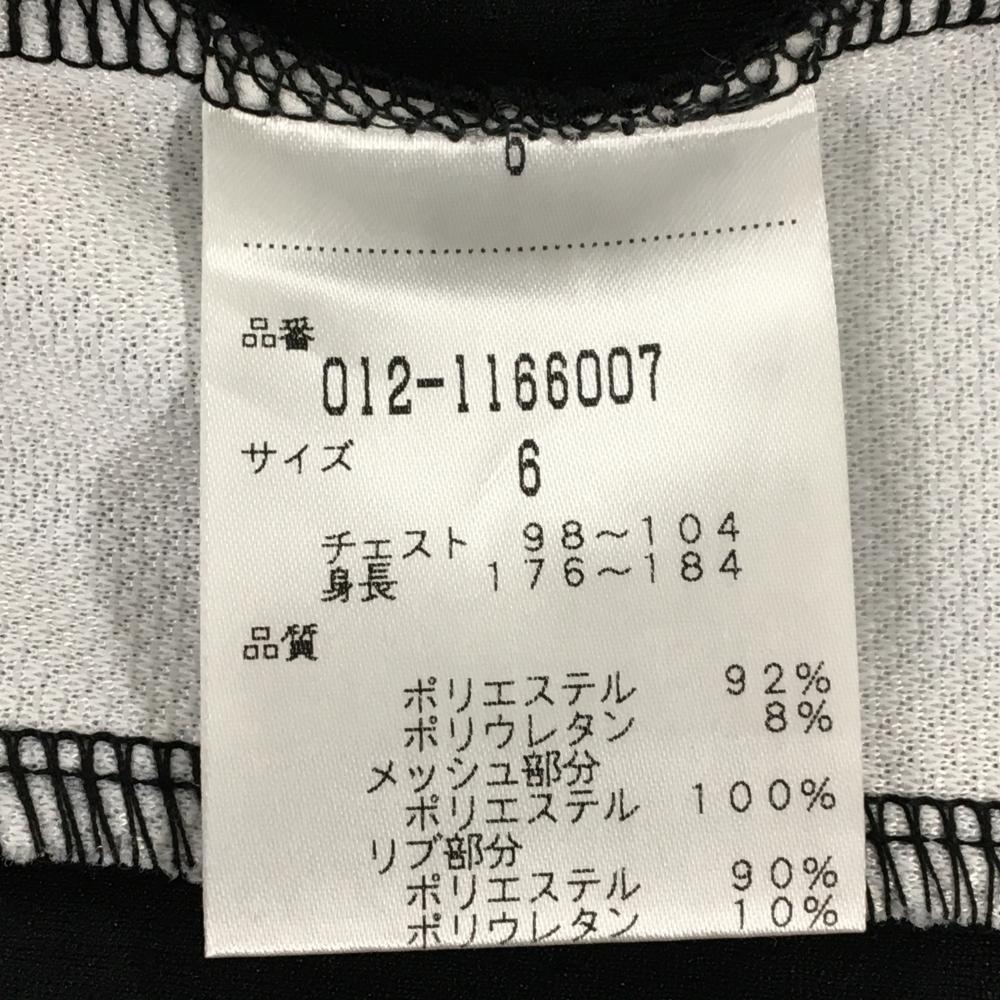 6
品番
012-1166007
サイズ 6
チェスト 98〜104
身長 176〜184
品質
ポリエステル 92%
ポリウレタン 8%
メッシュ部分
ポリエステル 100%
リブ部分
ポリエステル 90%
ポリウレタン 10%